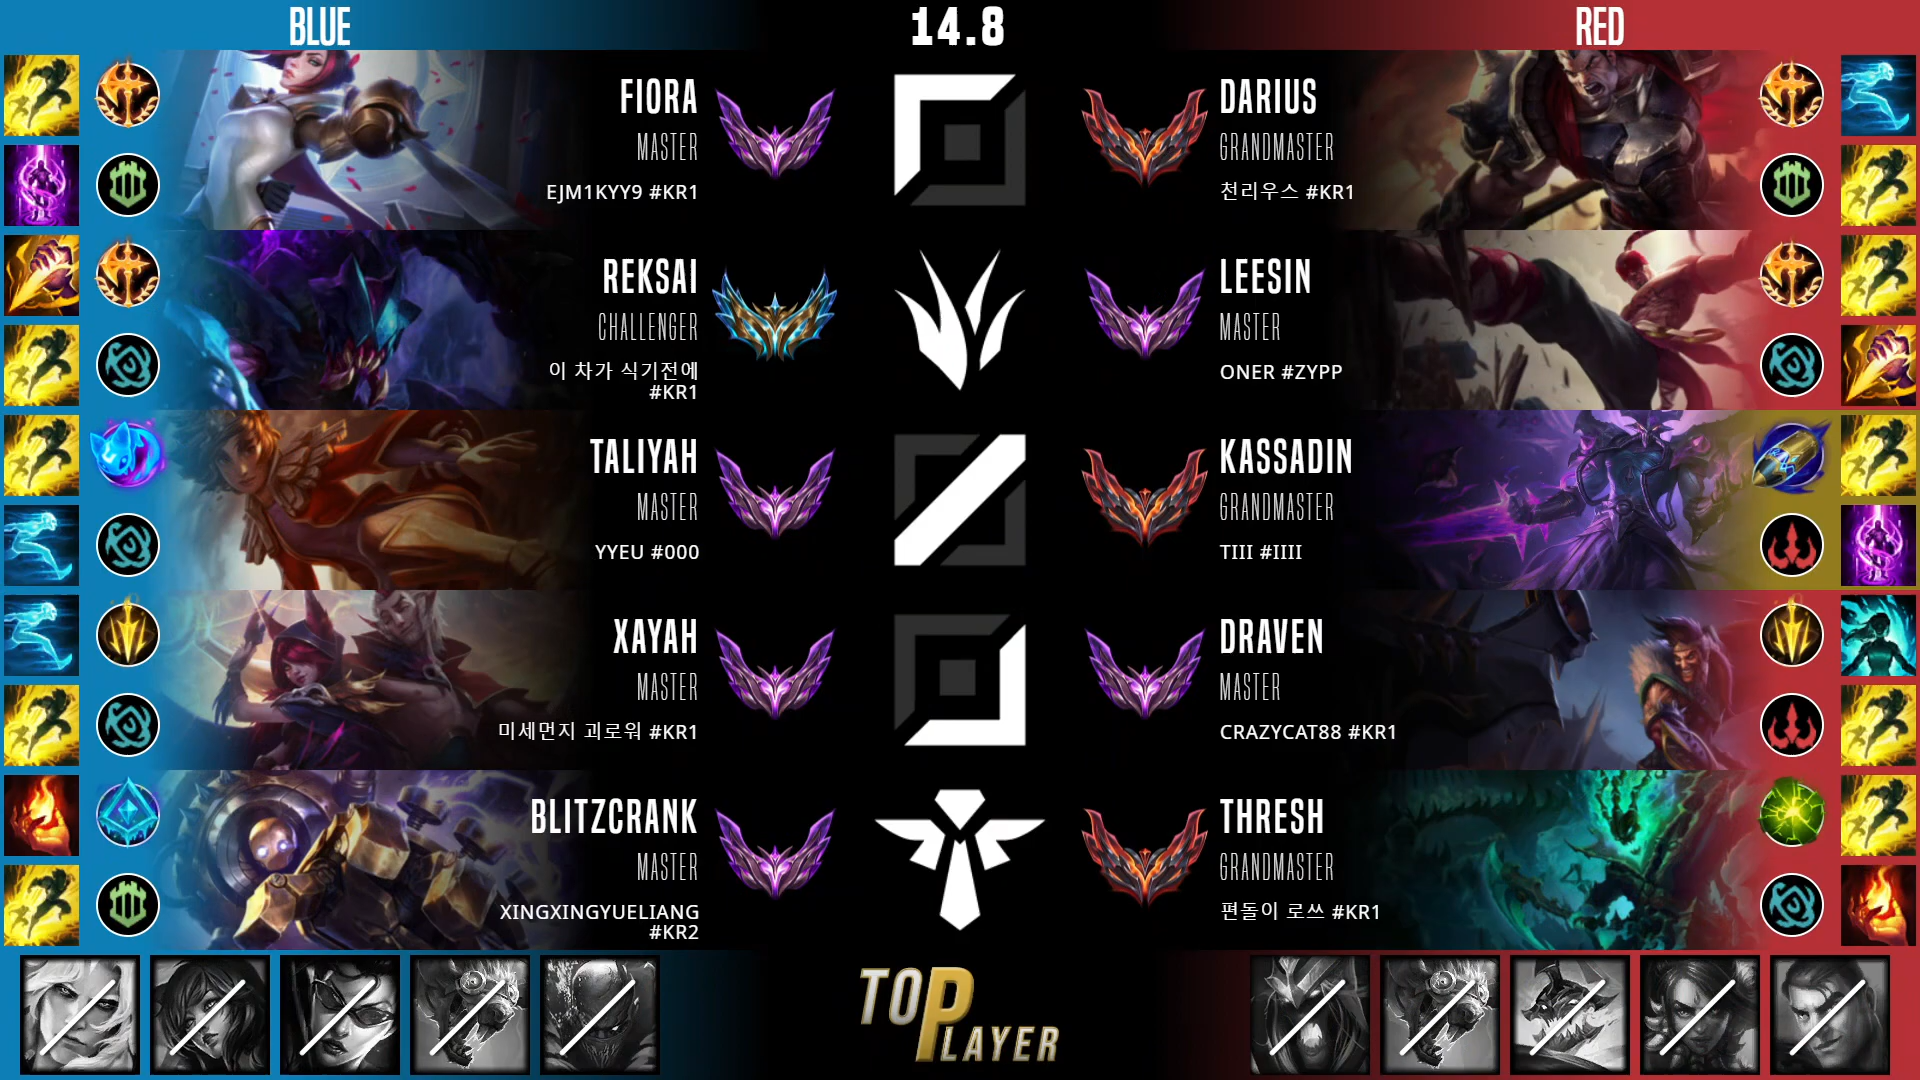 BLUE
14.8
RED
FIORA
MASTER
EJM1KYY9 #KR1
DARIUS
GRANDMASTER
천리우스 #KR1
REKSAI
CHALLENGER
이 차가 식기전에
#KR1
LEESIN
MASTER
ONER #ZYPP
TALIYAH
MASTER
YYEU #000
KASSADIN
GRANDMASTER
TIII #IIII
XAYAH
MASTER
미세먼지 괴로워 #KR1
DRAVEN
MASTER
CRAZYCAT88 #KR1
BLITZCRANK
MASTER
XINGXINGYUELIANG
#KR2
THRESH
GRANDMASTER
편돌이 로쓰 #KR1
TOP
PLAYER